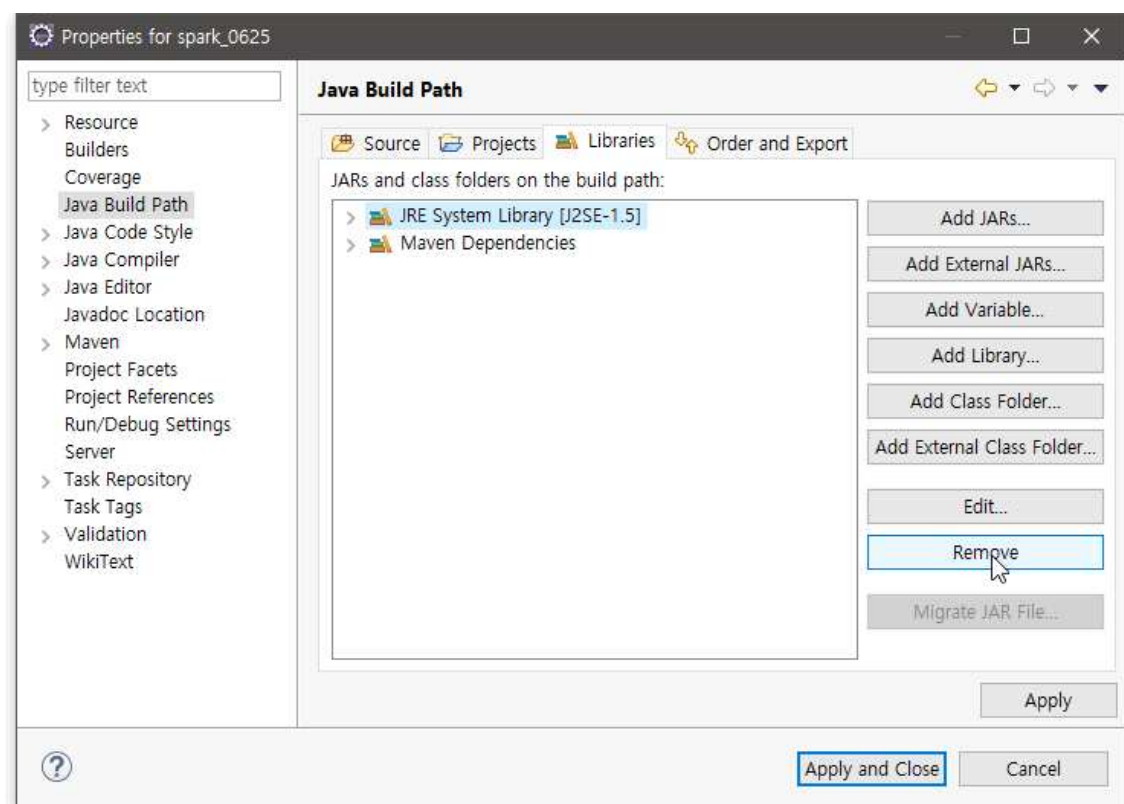 Properties for spark_0625
type filter text
Resource
Builders
Coverage
Java Build Path
Java Code Style
Java Compiler
Java Editor
Javadoc Location
Maven
Project Facets
Project References
Run/Debug Settings
Server
Task Repository
Task Tags
Validation
WikiText
Java Build Path
Source Projects Libraries Order and Export
JARs and class folders on the build path:
JRE System Library [J2SE-1.5]
Maven Dependencies
Add JARs...
Add External JARs...
Add Variable...
Add Library...
Add Class Folder...
Add External Class Folder...
Edit...
Remove
Migrate JAR File...
Apply
?
Apply and Close Cancel